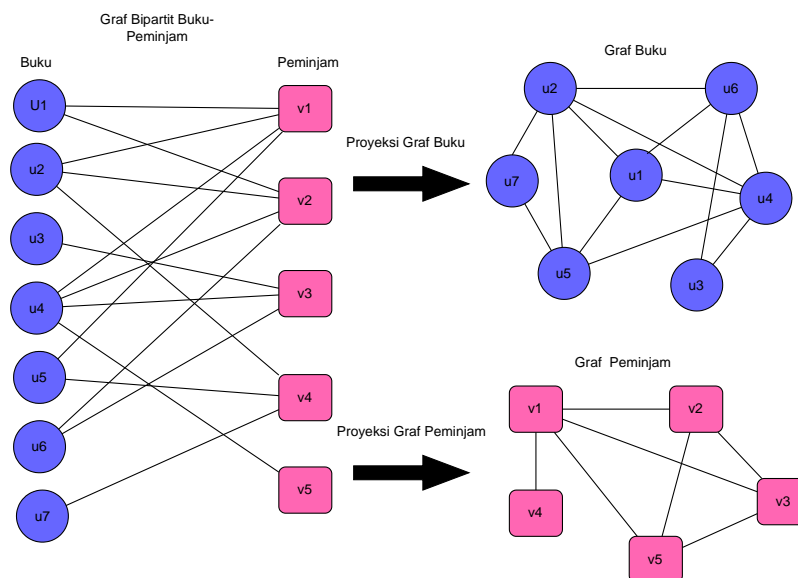 Graf Bipartit Buku-
Peminjam
Buku
Peminjam
U1
u2
u3
u4
u5
u6
u7
v1
v2
v3
v4
v5
Proyeksi Graf Buku
Proyeksi Graf Peminjam
Graf Buku
u2
u6
u7
u1
u4
u5
u3
Graf Peminjam
v1
v2
v3
v4
v5